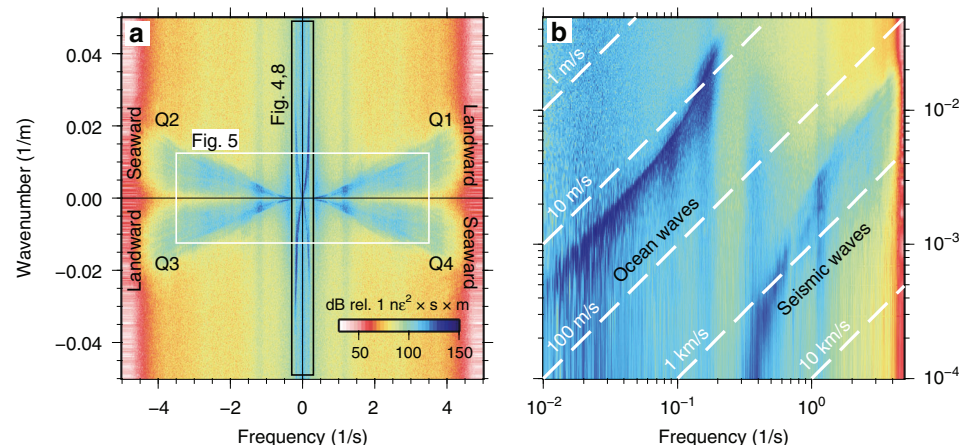 a
b
0.04
0.02
0.00
−0.02
−0.04
Wavenumber (1/m)
Fig. 4,8
Fig. 5
Q2
Q1
Q3
Q4
Seaward
Landward
Landward
Seaward
dB rel. 1 nε² × s × m
50 100 150
−4 −2 0 2 4
Frequency (1/s)
1 m/s
10 m/s
100 m/s
1 km/s
10 km/s
Ocean waves
Seismic waves
10⁻²
10⁻³
10⁻⁴
10⁻² 10⁻¹ 10⁰
Frequency (1/s)